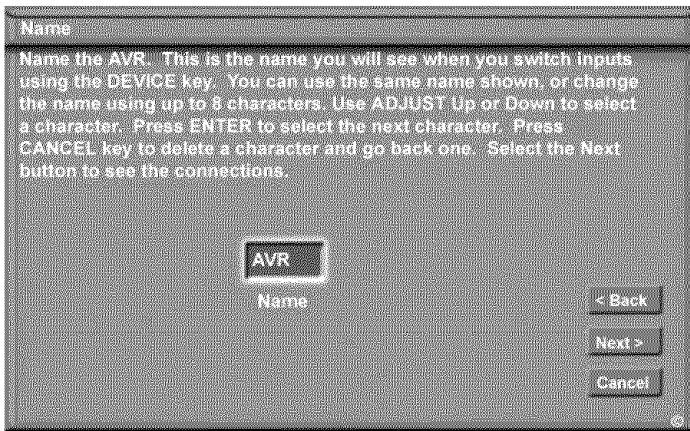 Name
Name the AVR. This is the name you will see when you switch inputs
using the DEVICE key. You can use the same name shown, or change
the name using up to 8 characters. Use ADJUST Up or Down to select
a character. Press ENTER to select the next character. Press
CANCEL key to delete a character and go back one. Select the Next
button to see the connections.
AVR
Name
< Back
Next >
Cancel
©